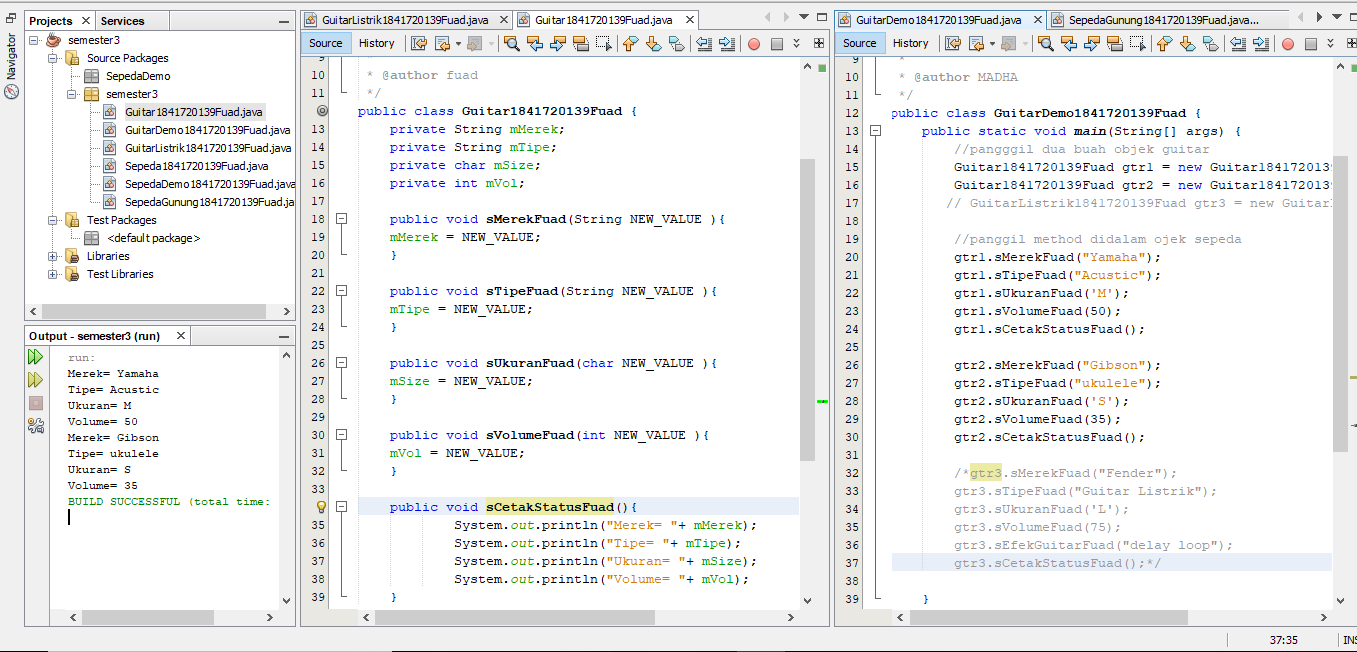 Navigator
Projects
Services
semester3
Source Packages
SepedaDemo
semester3
Guitar1841720139Fuad.java
GuitarDemo1841720139Fuad.java
GuitarListrik1841720139Fuad.java
Sepeda1841720139Fuad.java
SepedaDemo1841720139Fuad.java
SepedaGunung1841720139Fuad.ja
Test Packages
<default package>
Libraries
Test Libraries
Output - semester3 (run)
run:
Merek= Yamaha
Tipe= Acustic
Ukuran= M
Volume= 50
Merek= Gibson
Tipe= ukulele
Ukuran= S
Volume= 35
BUILD SUCCESSFUL (total time:
GuitarListrik1841720139Fuad.java
Guitar1841720139Fuad.java
Source
History
9 *
10 * @author fuad
11 */
public class Guitar1841720139Fuad {
13 private String mMerek;
14 private String mTipe;
15 private char mSize;
16 private int mVol;
17
18 public void sMerekFuad(String NEW_VALUE ){
19 mMerek = NEW_VALUE;
20 }
21
22 public void sTipeFuad(String NEW_VALUE ){
23 mTipe = NEW_VALUE;
24 }
25
26 public void sUkuranFuad(char NEW_VALUE ){
27 mSize = NEW_VALUE;
28 }
29
30 public void sVolumeFuad(int NEW_VALUE ){
31 mVol = NEW_VALUE;
32 }
33
public void sCetakStatusFuad(){
35 System.out.println("Merek= "+ mMerek);
36 System.out.println("Tipe= "+ mTipe);
37 System.out.println("Ukuran= "+ mSize);
38 System.out.println("Volume= "+ mVol);
39 }
GuitarDemo1841720139Fuad.java
SepedaGunung1841720139Fuad.java...
Source
History
9 *
10 * @author MADHA
11 */
12 public class GuitarDemo1841720139Fuad {
13 public static void main(String[] args) {
14 //pangggil dua buah objek guitar
15 Guitar1841720139Fuad gtr1 = new Guitar184172013
16 Guitar1841720139Fuad gtr2 = new Guitar184172013
17 // GuitarListrik1841720139Fuad gtr3 = new Guitar
18
19 //panggil method didalam ojek sepeda
20 gtr1.sMerekFuad("Yamaha");
21 gtr1.sTipeFuad("Acustic");
22 gtr1.sUkuranFuad('M');
23 gtr1.sVolumeFuad(50);
24 gtr1.sCetakStatusFuad();
25
26 gtr2.sMerekFuad("Gibson");
27 gtr2.sTipeFuad("ukulele");
28 gtr2.sUkuranFuad('S');
29 gtr2.sVolumeFuad(35);
30 gtr2.sCetakStatusFuad();
31
32 /*gtr3.sMerekFuad("Fender");
33 gtr3.sTipeFuad("Guitar Listrik");
34 gtr3.sUkuranFuad('L');
35 gtr3.sVolumeFuad(75);
36 gtr3.sEfekGuitarFuad("delay loop");
37 gtr3.sCetakStatusFuad();*/
38
39 }
37:35
INS